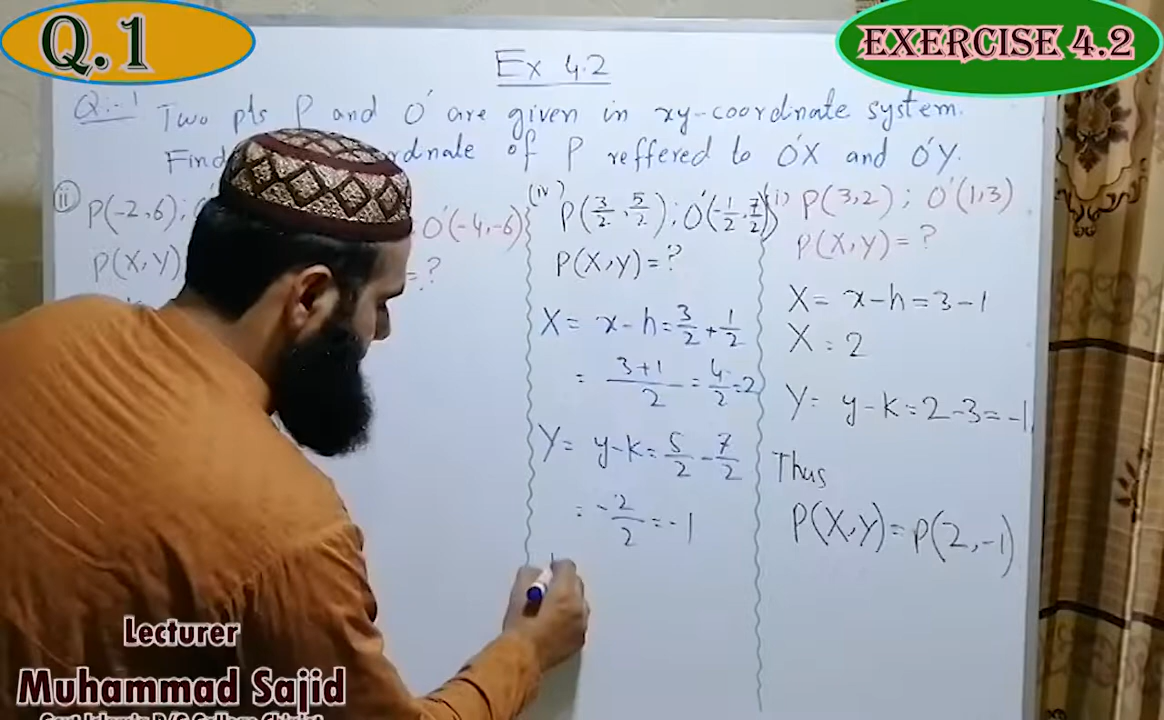 Q.1
EXERCISE 4.2
Ex 4.2
Q:-1 Two pts P and O' are given in xy-coordinate system.
Find of P reffered to O'X and O'Y.
ii P(-2,6);
P(X,Y)
O'(-4,-6)
=?
(iv) P(3/2, 5/2); O'(-1/2, 7/2)
P(X,Y)=?
X= x-h= 3/2 + 1/2
= 3+1/2 = 4/2 = 2
Y= y-k= 5/2 - 7/2
= -2/2 = -1
(i) P(3,2); O'(1,3)
P(X,Y)=?
X= x-h=3-1
X=2
Y= y-k=2-3=-1
Thus
P(X,Y)=P(2,-1)
Lecturer
Muhammad Sajid